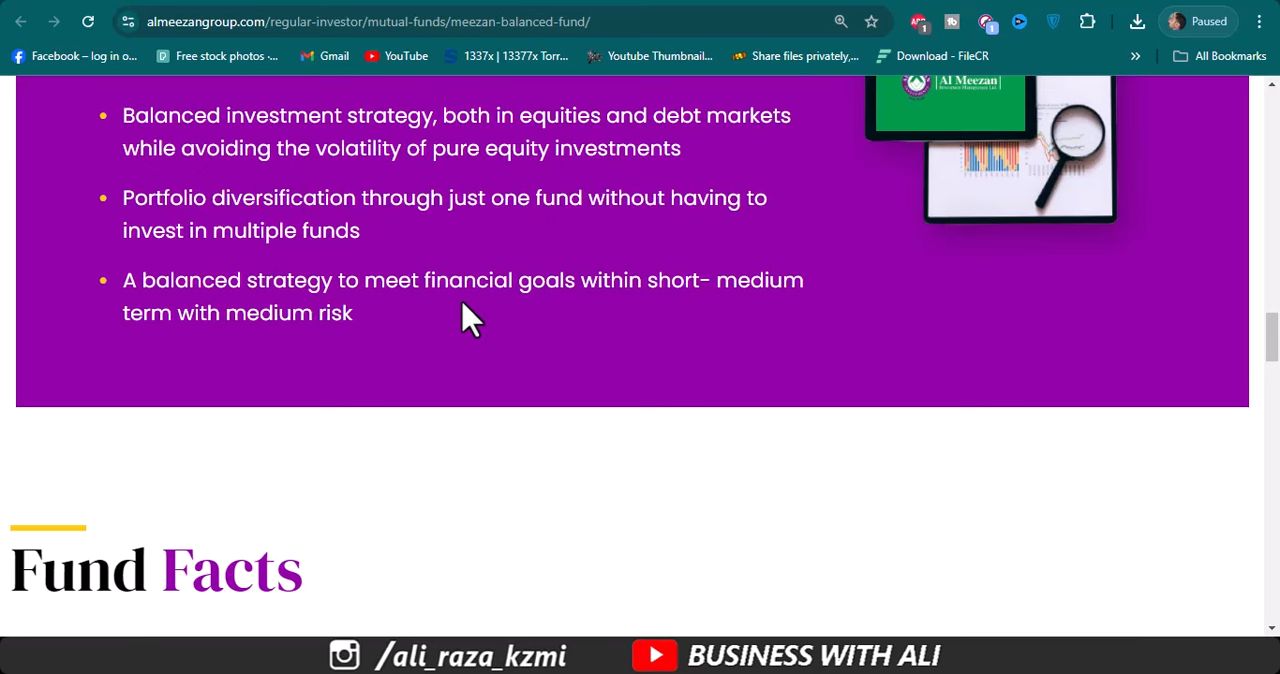 almeezangroup.com/regular-investor/mutual-funds/meezan-balanced-fund/
Paused
Facebook – log in o...
Free stock photos ·...
Gmail
YouTube
1337x | 13377x Torr...
Youtube Thumbnail...
Share files privately,...
Download - FileCR
»
All Bookmarks
Al Meezan
• Balanced investment strategy, both in equities and debt markets
while avoiding the volatility of pure equity investments
• Portfolio diversification through just one fund without having to
invest in multiple funds
• A balanced strategy to meet financial goals within short- medium
term with medium risk
Fund Facts
/ali_raza_kzmi
BUSINESS WITH ALI